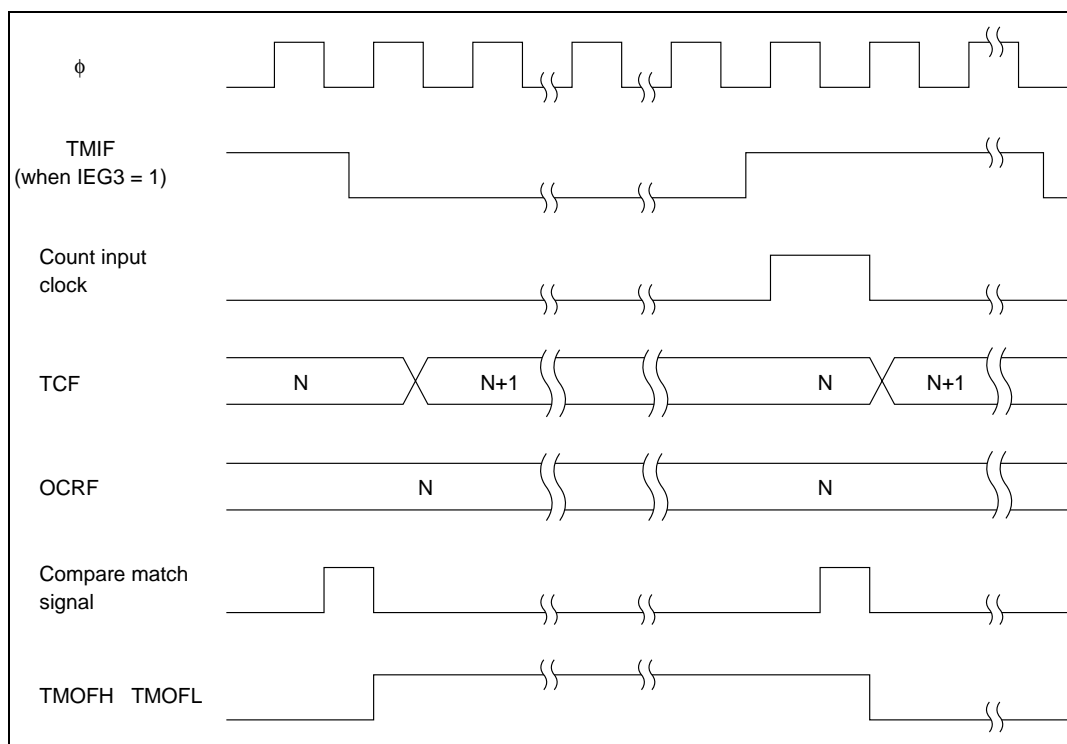 ϕ
TMIF
(when IEG3 = 1)
Count input
clock
TCF
N
N+1
N
N+1
OCRF
N
N
Compare match
signal
TMOFH TMOFL